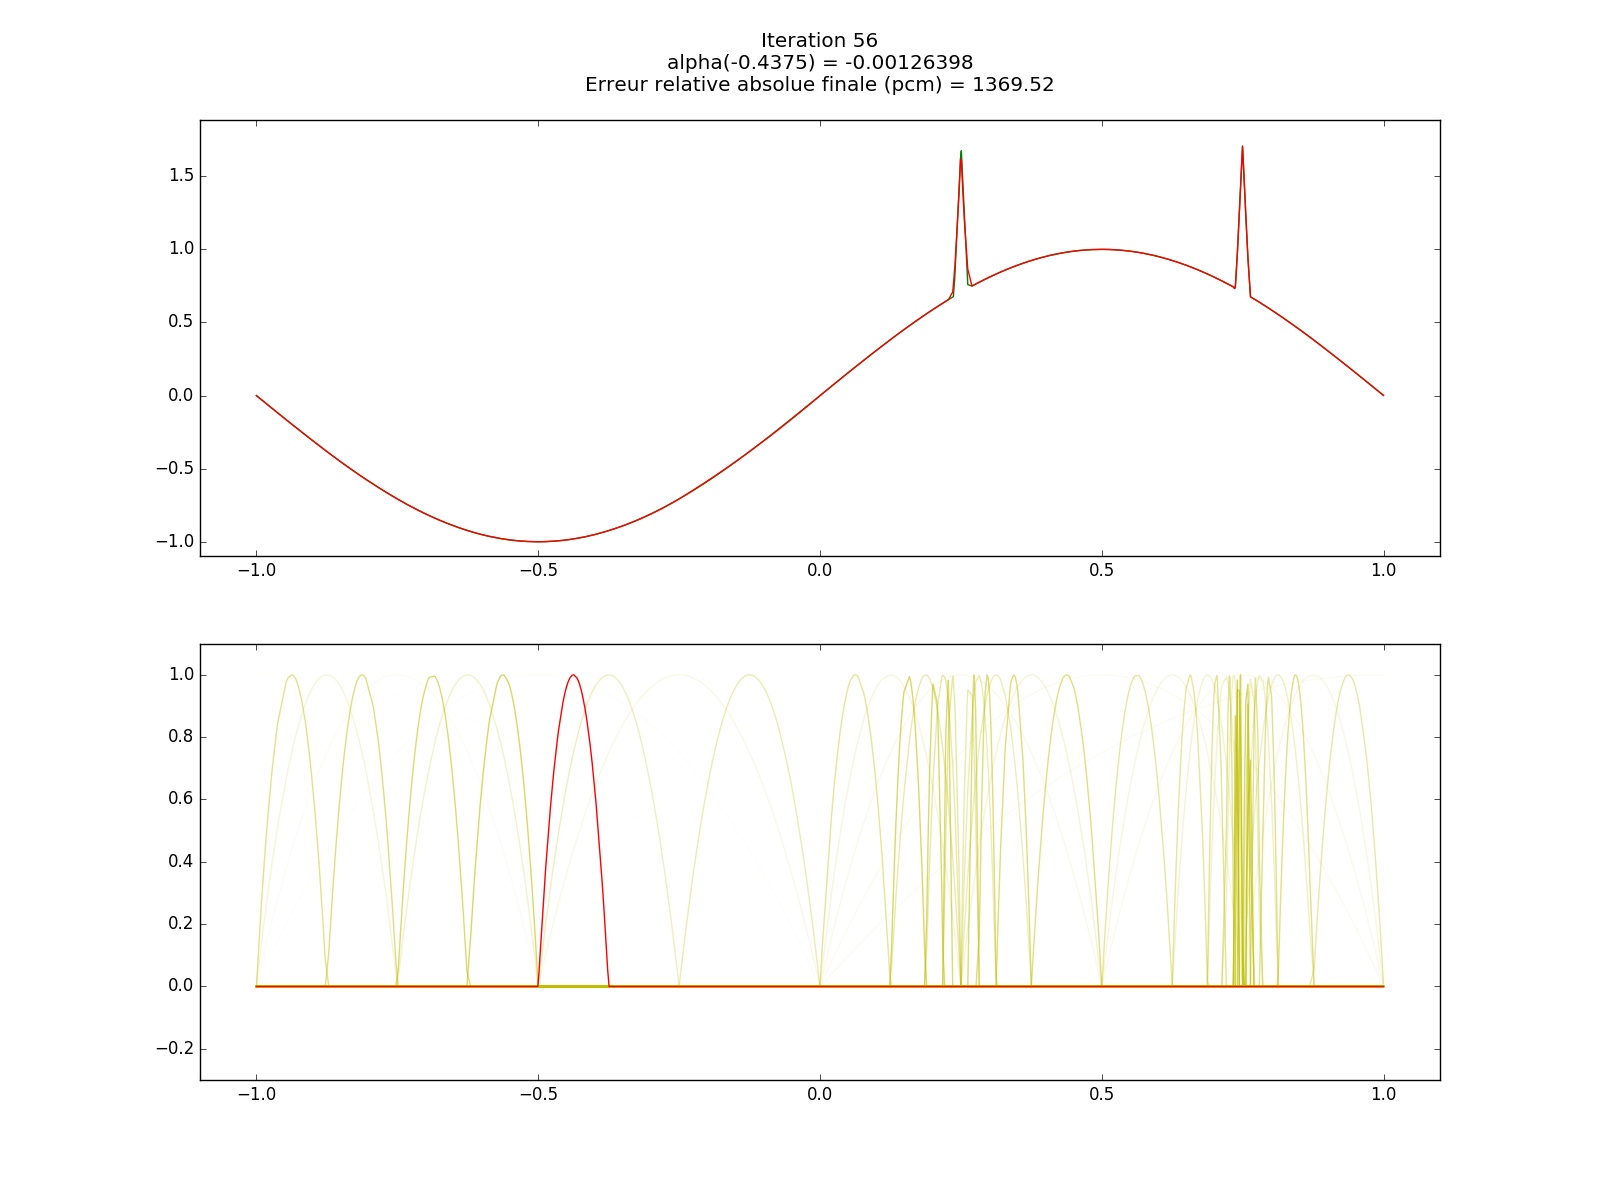 Iteration 56
alpha(-0.4375) = -0.00126398
Erreur relative absolue finale (pcm) = 1369.52
1.5
1.0
0.5
0.0
−0.5
−1.0
−1.0 −0.5 0.0 0.5 1.0
1.0
0.8
0.6
0.4
0.2
0.0
−0.2
−1.0 −0.5 0.0 0.5 1.0